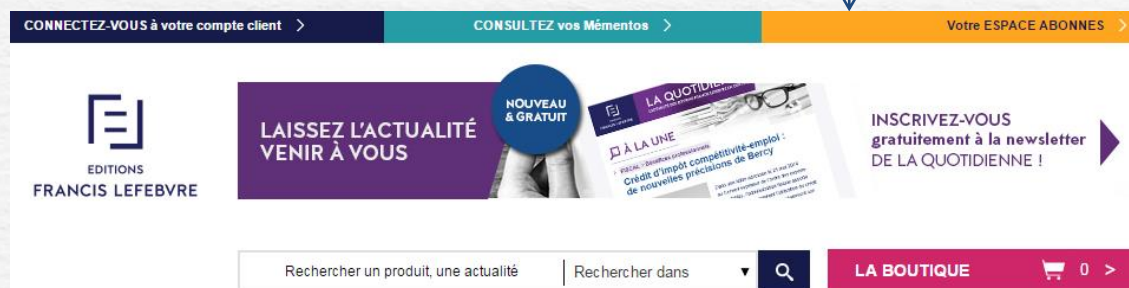 CONNECTEZ-VOUS à votre compte client >
CONSULTEZ vos Mémentos >
Votre ESPACE ABONNES >
EDITIONS
FRANCIS LEFEBVRE
LAISSEZ L'ACTUALITÉ
VENIR À VOUS
NOUVEAU
& GRATUIT
LA QUOTIDIENNE
À LA UNE
Crédit d'impôt compétitivité-emploi :
de nouvelles précisions de Bercy
INSCRIVEZ-VOUS
gratuitement à la newsletter
DE LA QUOTIDIENNE !
Rechercher un produit, une actualité
Rechercher dans
LA BOUTIQUE 0 >